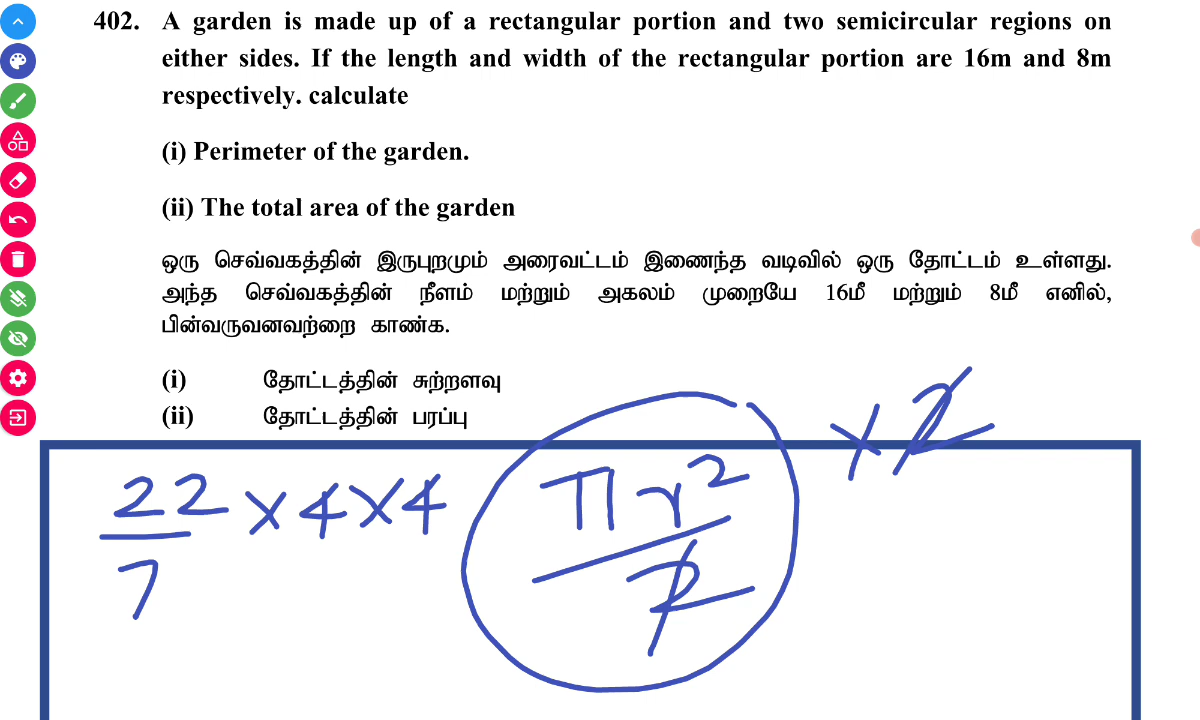 402. A garden is made up of a rectangular portion and two semicircular regions on
either sides. If the length and width of the rectangular portion are 16m and 8m
respectively. calculate
(i) Perimeter of the garden.
(ii) The total area of the garden
ஒரு செவ்வகத்தின் இருபுறமும் அரைவட்டம் இணைந்த வடிவில் ஒரு தோட்டம் உள்ளது.
அந்த செவ்வகத்தின் நீளம் மற்றும் அகலம் முறையே 16மீ மற்றும் 8மீ எனில்,
பின்வருவனவற்றை காண்க.
(i) தோட்டத்தின் சுற்றளவு
(ii) தோட்டத்தின் பரப்பு
22/7 × 4 × 4 πr²/2 × 2